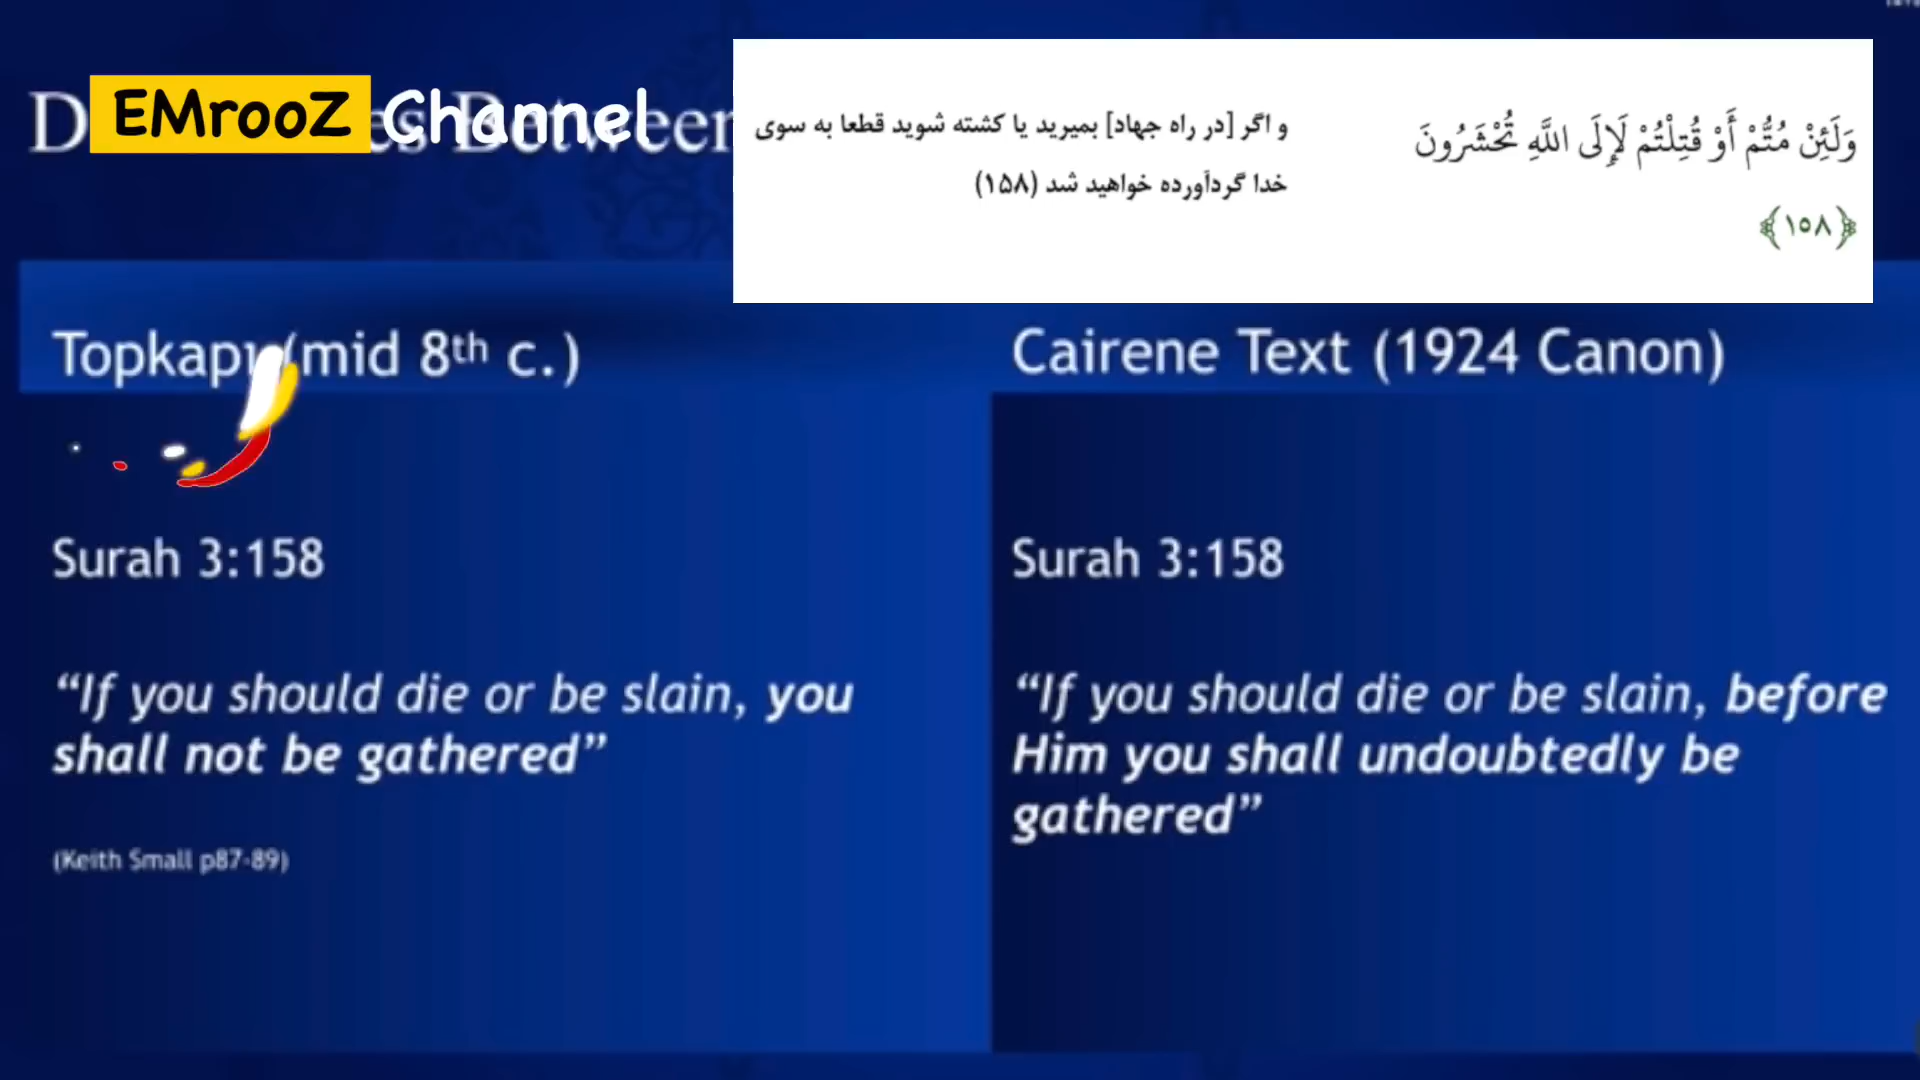 EMrooZ Channel
و اگر [در راه جهاد] بمیرید یا کشته شوید قطعا به سوی
خدا گردآورده خواهید شد (۱۵۸)
وَلَئِنْ مُتُّمْ أَوْ قُتِلْتُمْ لَإِلَى اللَّهِ تُحْشَرُونَ
﴿۱۵۸﴾
Topkapı (mid 8th c.)
Surah 3:158
“If you should die or be slain, you
shall not be gathered”
(Keith Small p87-89)
Cairene Text (1924 Canon)
Surah 3:158
“If you should die or be slain, before
Him you shall undoubtedly be
gathered”